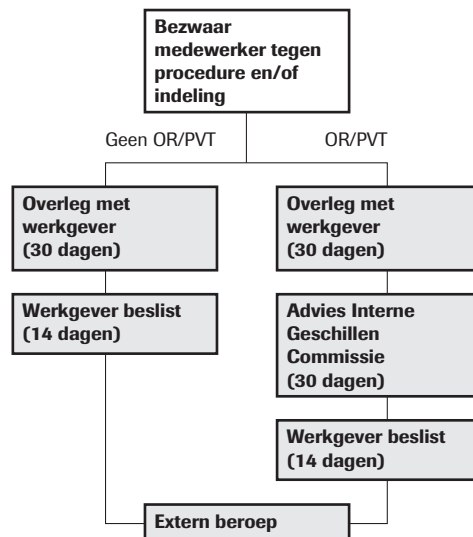 Bezwaar
medewerker tegen
procedure en/of
indeling
Geen OR/PVT
OR/PVT
Overleg met
werkgever
(30 dagen)
Overleg met
werkgever
(30 dagen)
Werkgever beslist
(14 dagen)
Advies Interne
Geschillen
Commissie
(30 dagen)
Werkgever beslist
(14 dagen)
Extern beroep